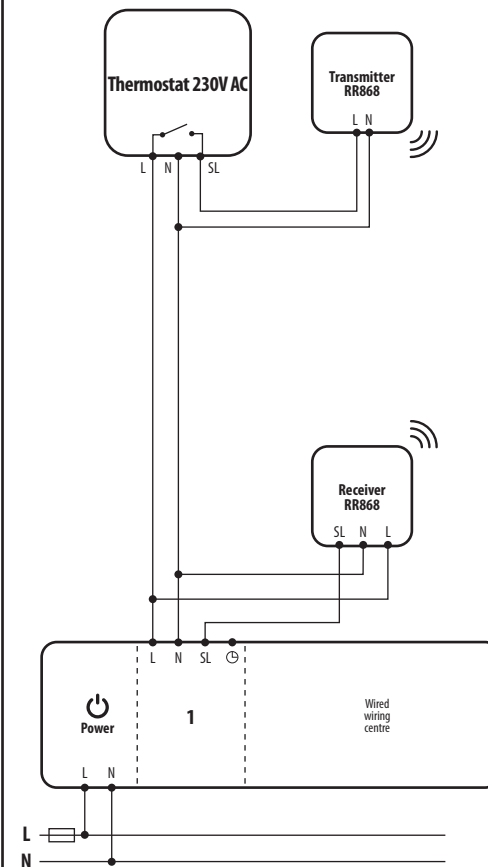 Thermostat 230V AC
L N SL
Transmitter
RR868
L N
Receiver
RR868
SL N L
L N SL
Power
1
Wired
wiring
centre
L N
L
N